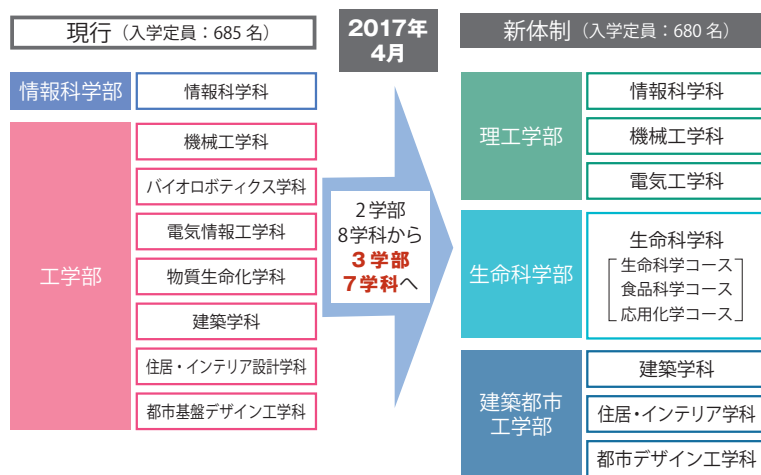 現行（入学定員：685 名）
情報科学部
情報科学科
工学部
機械工学科
バイオロボティクス学科
電気情報工学科
物質生命化学科
建築学科
住居・インテリア設計学科
都市基盤デザイン工学科
2017年
4月
2学部
8学科から
3学部
7学科へ
新体制（入学定員：680 名）
理工学部
情報科学科
機械工学科
電気工学科
生命科学部
生命科学科
生命科学コース
食品科学コース
応用化学コース
建築都市
工学部
建築学科
住居・インテリア学科
都市デザイン工学科